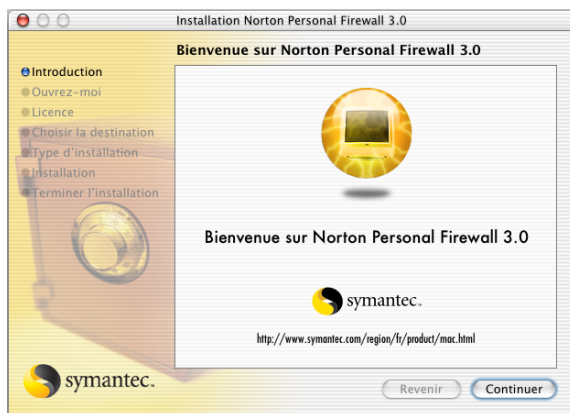 Installation Norton Personal Firewall 3.0
Bienvenue sur Norton Personal Firewall 3.0
Introduction
Ouvrez-moi
Licence
Choisir la destination
Type d'installation
Installation
Terminer l'installation
Bienvenue sur Norton Personal Firewall 3.0
symantec™
http://www.symantec.com/region/fr/product/mac.html
symantec™
Revenir
Continuer